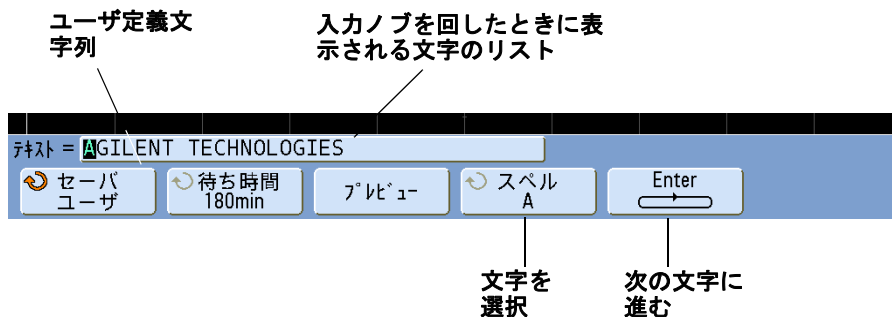 ユーザ定義文
字列
入力ノブを回したときに表
示される文字のリスト
ﾃｷｽﾄ = AGILENT TECHNOLOGIES
セーバ
ユーザ
待ち時間
180min
ﾌﾟﾚﾋﾞｭｰ
スペル
A
Enter
文字を
選択
次の文字に
進む